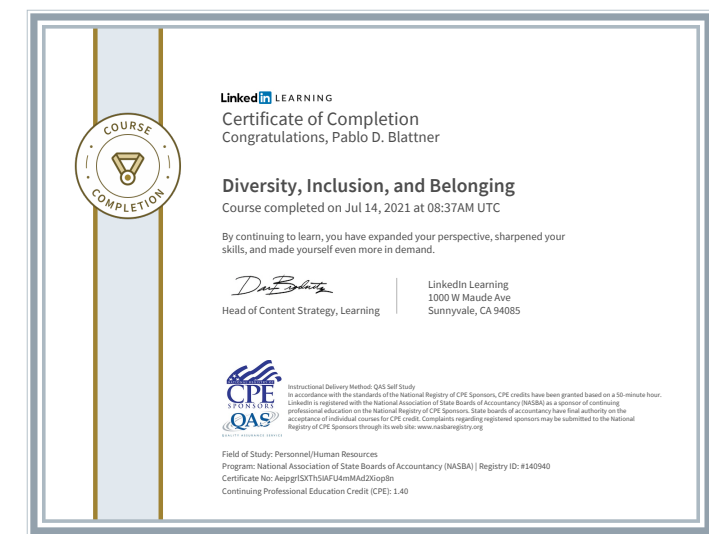 COURSE
COMPLETION
Linked in LEARNING
Certificate of Completion
Congratulations, Pablo D. Blattner
Diversity, Inclusion, and Belonging
Course completed on Jul 14, 2021 at 08:37AM UTC
By continuing to learn, you have expanded your perspective, sharpened your
skills, and made yourself even more in demand.
Head of Content Strategy, Learning
LinkedIn Learning
1000 W Maude Ave
Sunnyvale, CA 94085
CPE
SPONSORS
QAS
QUALITY ASSURANCE SERVICE
Instructional Delivery Method: QAS Self Study
In accordance with the standards of the National Registry of CPE Sponsors, CPE credits have been granted based on a 50-minute hour.
LinkedIn is registered with the National Association of State Boards of Accountancy (NASBA) as a sponsor of continuing
professional education on the National Registry of CPE Sponsors. State boards of accountancy have final authority on the
acceptance of individual courses for CPE credit. Complaints regarding registered sponsors may be submitted to the National
Registry of CPE Sponsors through its web site: www.nasbaregistry.org
Field of Study: Personnel/Human Resources
Program: National Association of State Boards of Accountancy (NASBA) | Registry ID: #140940
Certificate No: AeipgrlSXTh5IAFU4mMAd2Xiop8n
Continuing Professional Education Credit (CPE): 1.40